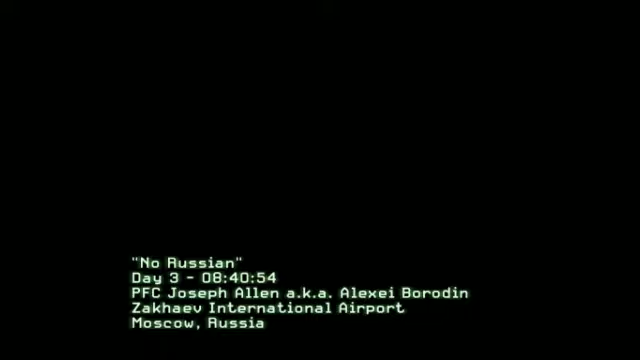 "No Russian"
Day 3 - 08:40:54
PFC Joseph Allen a.k.a. Alexei Borodin
Zakhaev International Airport
Moscow, Russia